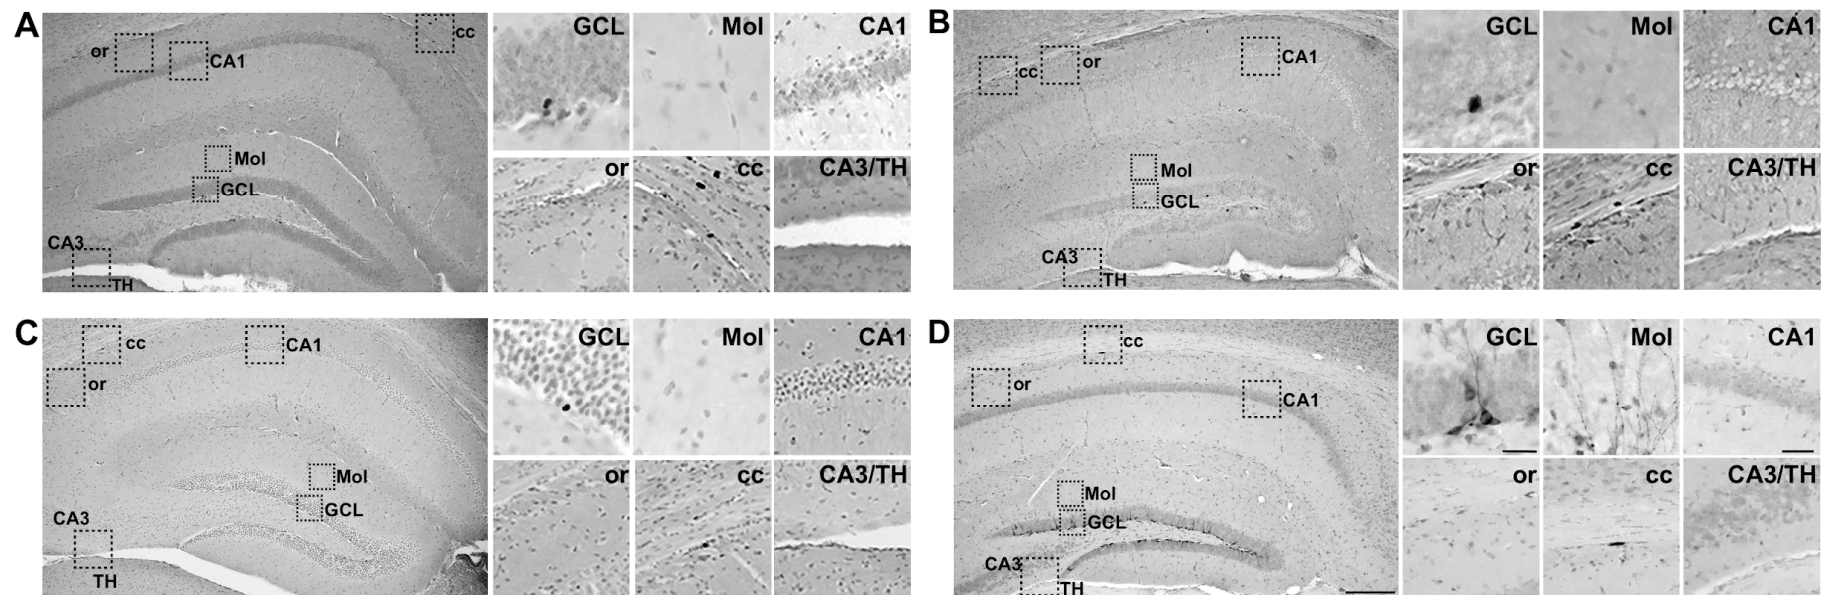 A
or
CA1
cc
Mol
GCL
CA3
TH
GCL
Mol
CA1
or
cc
CA3/TH
B
cc
or
CA1
Mol
GCL
CA3
TH
GCL
Mol
CA1
or
cc
CA3/TH
C
cc
CA1
or
Mol
GCL
CA3
TH
GCL
Mol
CA1
or
cc
CA3/TH
D
cc
or
CA1
Mol
GCL
CA3
TH
GCL
Mol
CA1
or
cc
CA3/TH